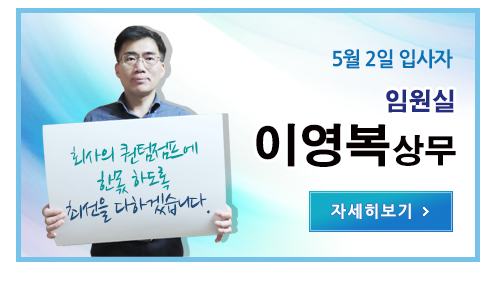 5월 2일 입사자
임원실
이영복상무
회사의 퀀텀점프에
한몫 하도록
최선을 다하겠습니다.
자세히보기 >